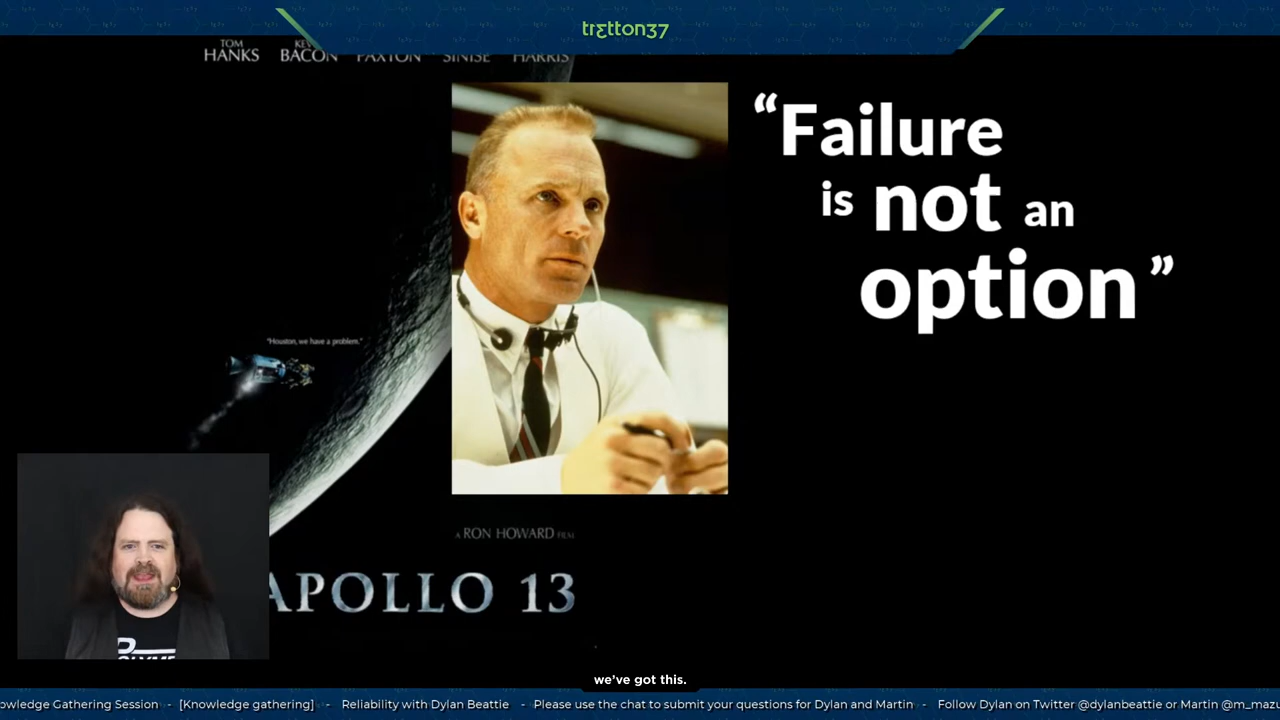 tretton37
TOM KEV
HANKS BACON PAXTON SINISE HARRIS
“Failure
is not an
option”
"Houston, we have a problem."
A RON HOWARD FILM
APOLLO 13
we've got this.
owledge Gathering Session - [Knowledge gathering] - Reliability with Dylan Beattie - Please use the chat to submit your questions for Dylan and Martin - Follow Dylan on Twitter @dylanbeattie or Martin @m_mazu